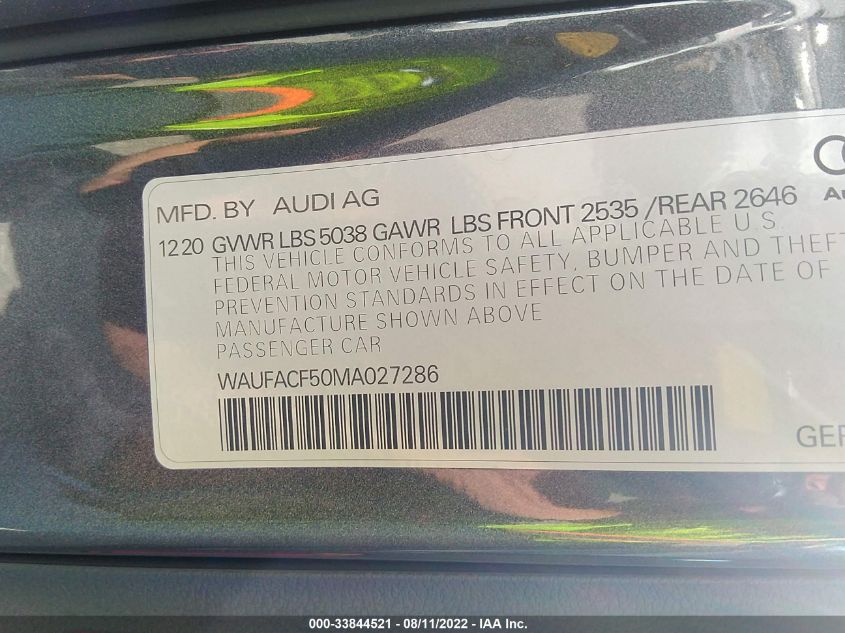 MFD. BY AUDI AG
1220 GVWR LBS 5038 GAWR LBS FRONT 2535 /REAR 2646
THIS VEHICLE CONFORMS TO ALL APPLICABLE U.S.
FEDERAL MOTOR VEHICLE SAFETY, BUMPER AND THEFT
PREVENTION STANDARDS IN EFFECT ON THE DATE OF
MANUFACTURE SHOWN ABOVE
PASSENGER CAR
WAUFACF50MA027286
000-33844521 - 08/11/2022 - IAA Inc.